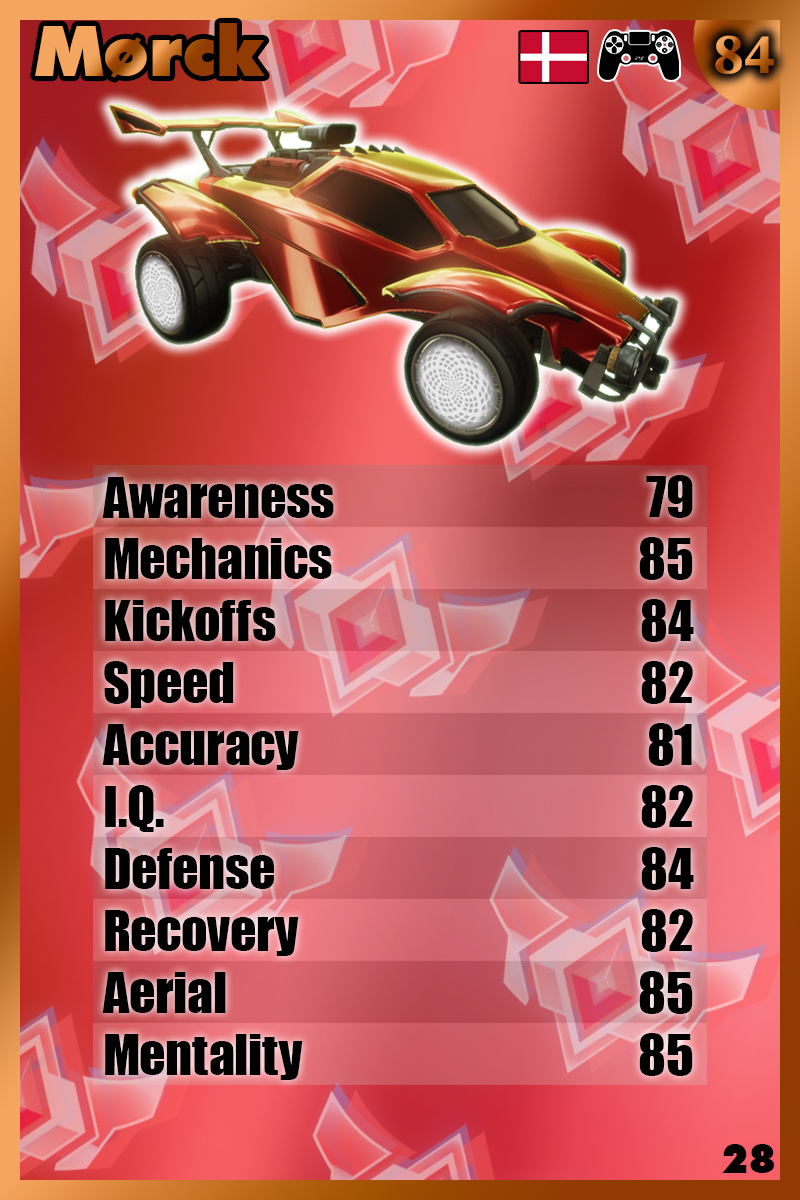 Mørck 84
Awareness 79
Mechanics 85
Kickoffs 84
Speed 82
Accuracy 81
I.Q. 82
Defense 84
Recovery 82
Aerial 85
Mentality 85
28